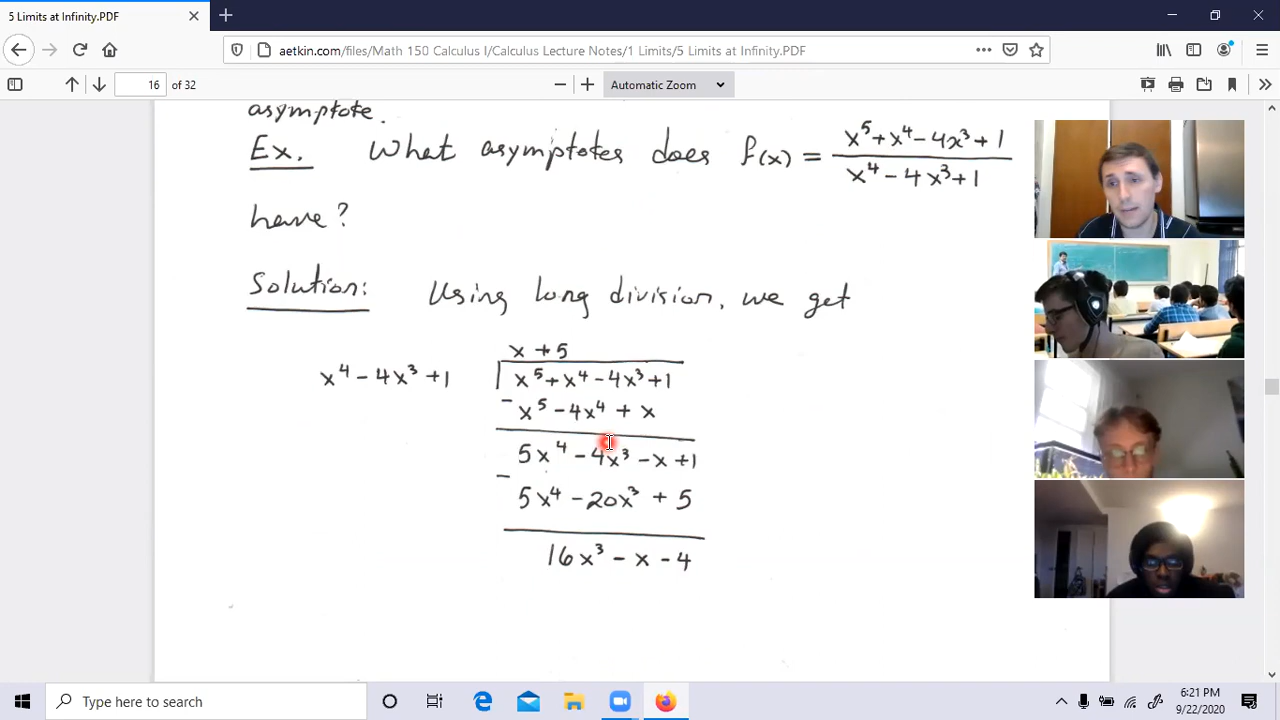 5 Limits at Infinity.PDF
aetkin.com/files/Math 150 Calculus I/Calculus Lecture Notes/1 Limits/5 Limits at Infinity.PDF
16 of 32
Automatic Zoom
asymptote.
Ex. What asymptotes does f(x) = (x⁵ + x⁴ − 4x³ + 1)/(x⁴ − 4x³ + 1)
have?
Solution: Using long division, we get
x + 5
x⁴ − 4x³ + 1 x⁵ + x⁴ − 4x³ + 1
− x⁵ − 4x⁴ + x
5x⁴ − 4x³ − x + 1
− 5x⁴ − 20x³ + 5
16x³ − x − 4
Type here to search
6:21 PM
9/22/2020